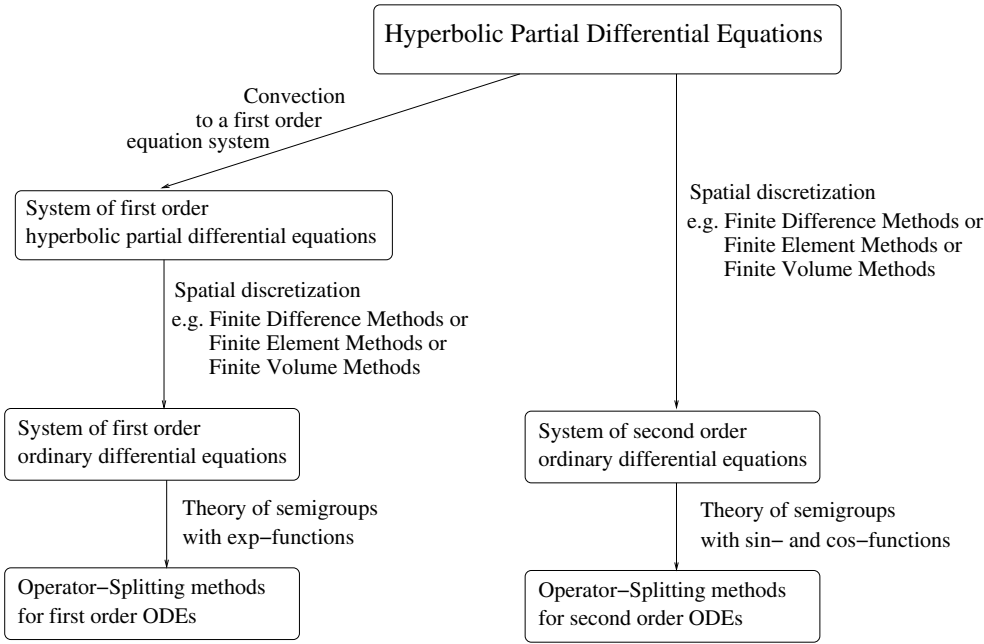 Hyperbolic Partial Differential Equations
Convection
to a first order
equation system
System of first order
hyperbolic partial differential equations
Spatial discretization
e.g. Finite Difference Methods or
Finite Element Methods or
Finite Volume Methods
System of first order
ordinary differential equations
Theory of semigroups
with exp−functions
Operator−Splitting methods
for first order ODEs
Spatial discretization
e.g. Finite Difference Methods or
Finite Element Methods or
Finite Volume Methods
System of second order
ordinary differential equations
Theory of semigroups
with sin− and cos−functions
Operator−Splitting methods
for second order ODEs